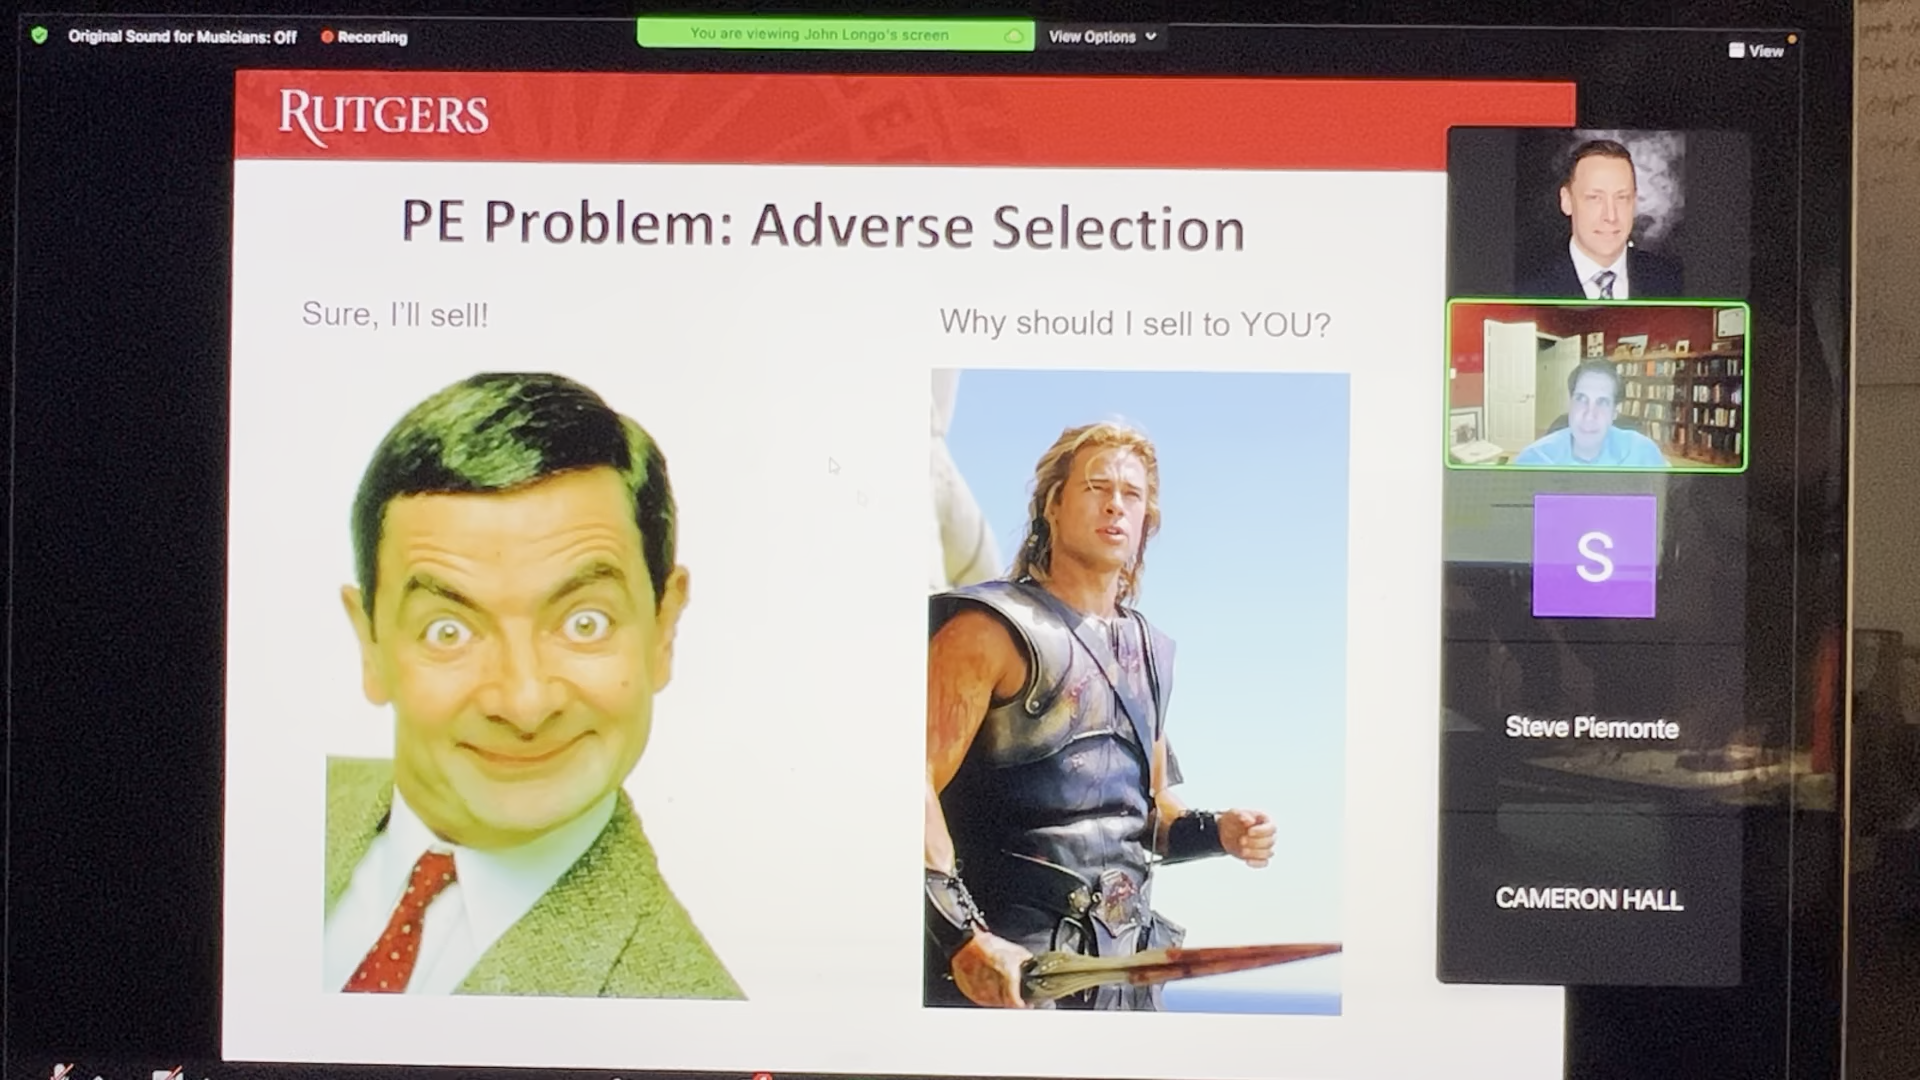 Original Sound for Musicians: Off
Recording
You are viewing John Longo's screen
View Options
View
RUTGERS
PE Problem: Adverse Selection
Sure, I'll sell!
Why should I sell to YOU?
S
Steve Piemonte
CAMERON HALL